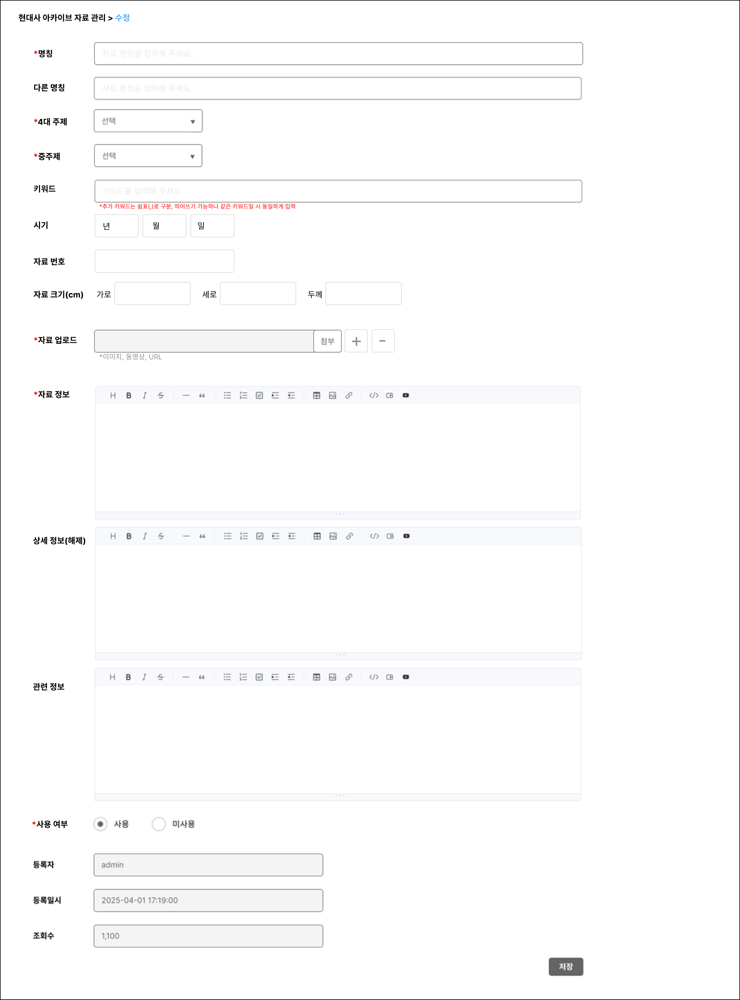 현대사 아카이브 자료 관리 > 수정
*명칭 자료 명칭을 입력해 주세요.
다른 명칭 자료 명칭을 입력해 주세요.
*4대 주제 선택 ▼
*중주제 선택 ▼
키워드 키워드를 입력해 주세요.
*추가 키워드는 쉼표(,)로 구분, 띄어쓰기 가능하나 같은 키워드일 시 동일하게 입력
시기 년 월 일
자료 번호
자료 크기(cm) 가로 세로 두께
*자료 업로드 첨부 + -
*이미지, 동영상, URL
*자료 정보 H B I S — 66 </> CB
상세 정보(해제) H B I S — 66 </> CB
관련 정보 H B I S — 66 </> CB
*사용 여부 사용 미사용
등록자 admin
등록일시 2025-04-01 17:19:00
조회수 1,100
저장